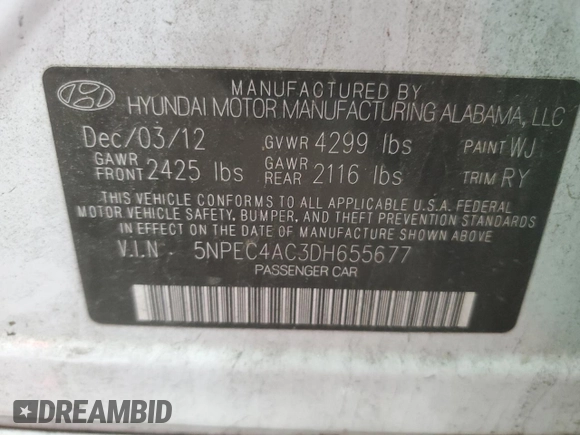 MANUFACTURED BY
HYUNDAI MOTOR MANUFACTURING ALABAMA, LLC
Dec/03/12 GVWR 4299 lbs PAINT WJ
GAWR FRONT 2425 lbs GAWR REAR 2116 lbs TRIM RY
THIS VEHICLE CONFORMS TO ALL APPLICABLE U.S.A. FEDERAL
MOTOR VEHICLE SAFETY, BUMPER, AND THEFT PREVENTION STANDARDS
IN EFFECT ON THE DATE OF MANUFACTURE SHOWN ABOVE.
V.I.N 5NPEC4AC3DH655677
PASSENGER CAR
DREAMBID